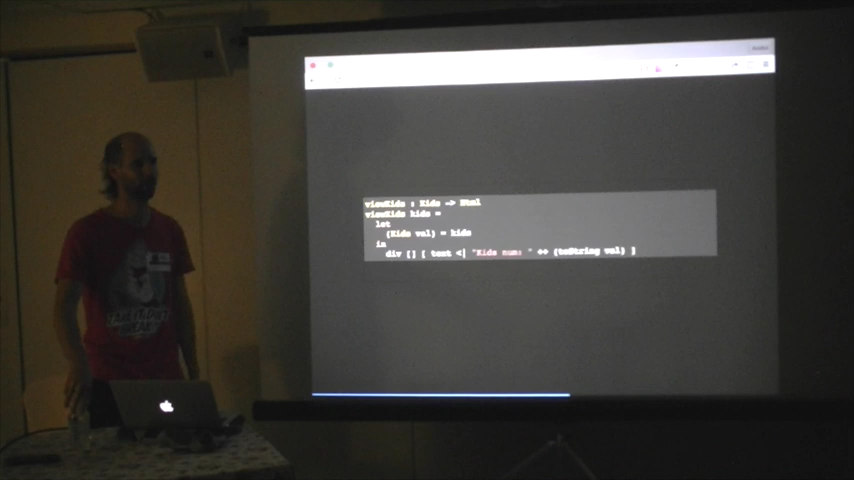 viewKids : Kids -> Html
viewKids kids =
let
(Kids val) = kids
in
div [] [ text <| "Kids num: " ++ (toString val) ]